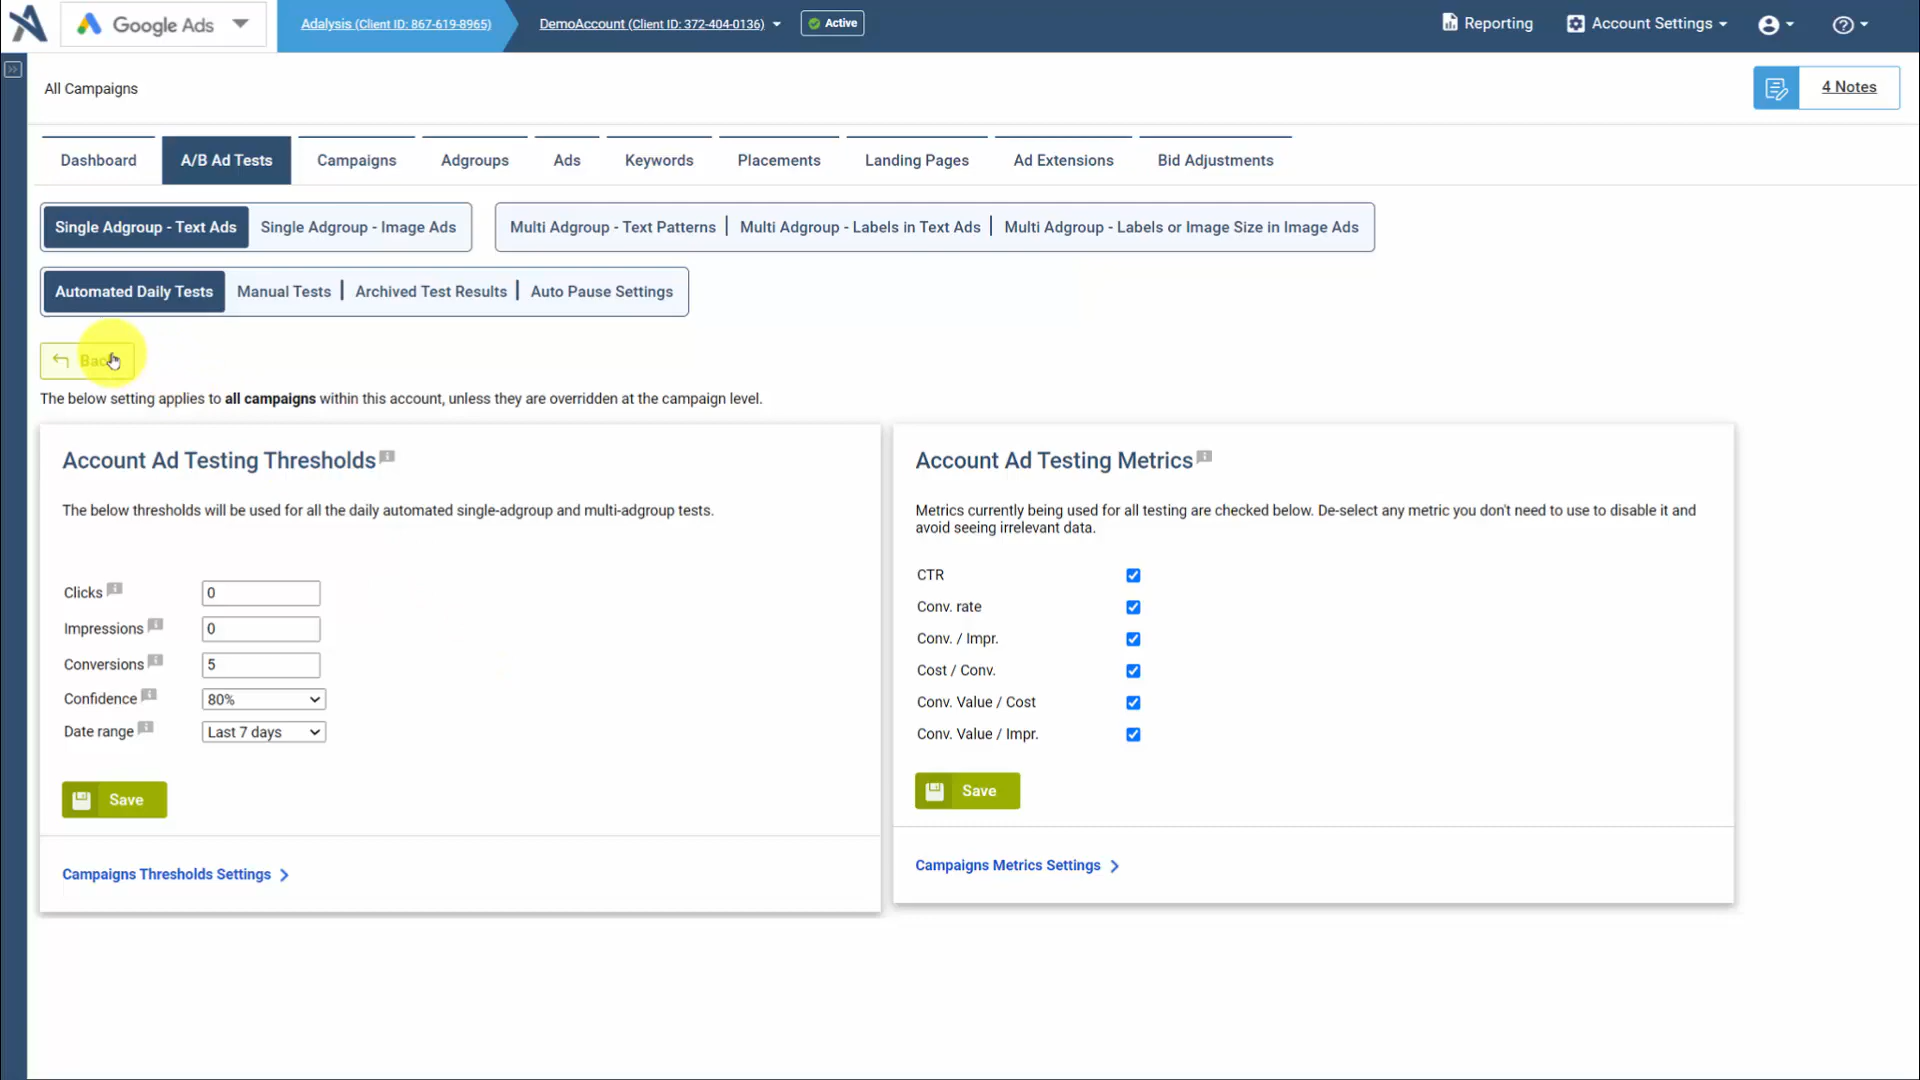 Google Ads
Adalysis (Client ID: 867-619-8965)
DemoAccount (Client ID: 372-404-0136)
Active
Reporting
Account Settings
All Campaigns
4 Notes
Dashboard
A/B Ad Tests
Campaigns
Adgroups
Ads
Keywords
Placements
Landing Pages
Ad Extensions
Bid Adjustments
Single Adgroup - Text Ads
Single Adgroup - Image Ads
Multi Adgroup - Text Patterns
Multi Adgroup - Labels in Text Ads
Multi Adgroup - Labels or Image Size in Image Ads
Automated Daily Tests
Manual Tests
Archived Test Results
Auto Pause Settings
Back
The below setting applies to all campaigns within this account, unless they are overridden at the campaign level.
Account Ad Testing Thresholds
The below thresholds will be used for all the daily automated single-adgroup and multi-adgroup tests.
Clicks 0
Impressions 0
Conversions 5
Confidence 80%
Date range Last 7 days
Save
Campaigns Thresholds Settings
Account Ad Testing Metrics
Metrics currently being used for all testing are checked below. De-select any metric you don't need to use to disable it and
avoid seeing irrelevant data.
CTR
Conv. rate
Conv. / Impr.
Cost / Conv.
Conv. Value / Cost
Conv. Value / Impr.
Save
Campaigns Metrics Settings